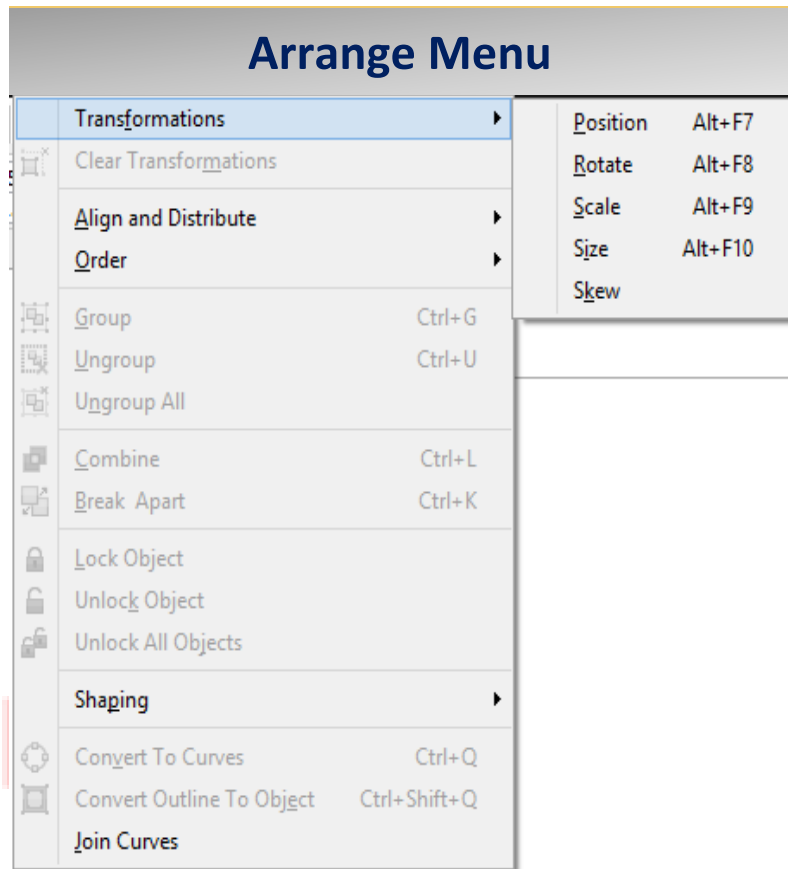 Arrange Menu
Transformations
Clear Transformations
Align and Distribute
Order
Group Ctrl+G
Ungroup Ctrl+U
Ungroup All
Combine Ctrl+L
Break Apart Ctrl+K
Lock Object
Unlock Object
Unlock All Objects
Shaping
Convert To Curves Ctrl+Q
Convert Outline To Object Ctrl+Shift+Q
Join Curves
Position Alt+F7
Rotate Alt+F8
Scale Alt+F9
Size Alt+F10
Skew